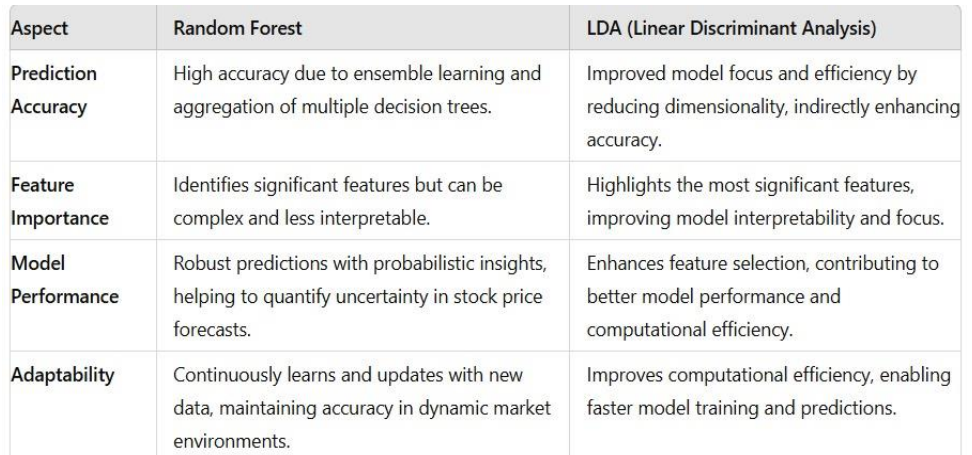 Aspect Random Forest LDA (Linear Discriminant Analysis)
Prediction Accuracy
High accuracy due to ensemble learning and
aggregation of multiple decision trees.
Improved model focus and efficiency by
reducing dimensionality, indirectly enhancing
accuracy.
Feature
Importance
Identifies significant features but can be
complex and less interpretable.
Highlights the most significant features,
improving model interpretability and focus.
Model
Performance
Robust predictions with probabilistic insights,
helping to quantify uncertainty in stock price
forecasts.
Enhances feature selection, contributing to
better model performance and
computational efficiency.
Adaptability
Continuously learns and updates with new
data, maintaining accuracy in dynamic market
environments.
Improves computational efficiency, enabling
faster model training and predictions.